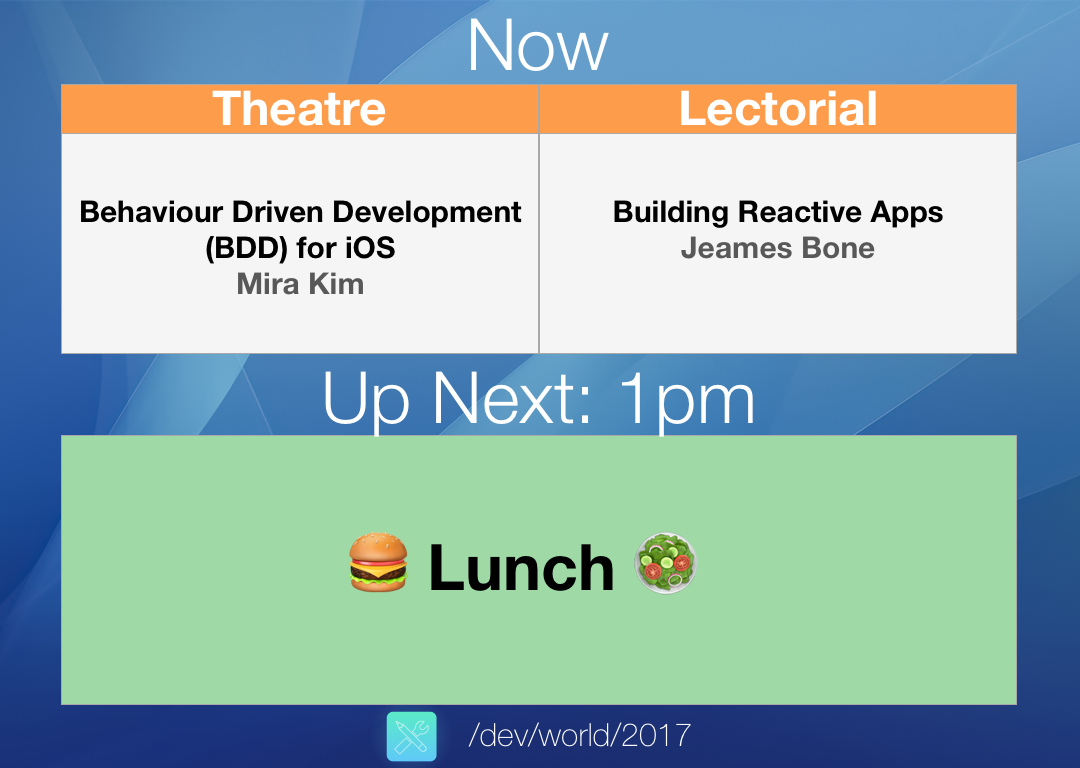 Now
Theatre
Lectorial
Behaviour Driven Development
(BDD) for iOS
Mira Kim
Building Reactive Apps
Jeames Bone
Up Next: 1pm
🍔 Lunch 🥗
/dev/world/2017